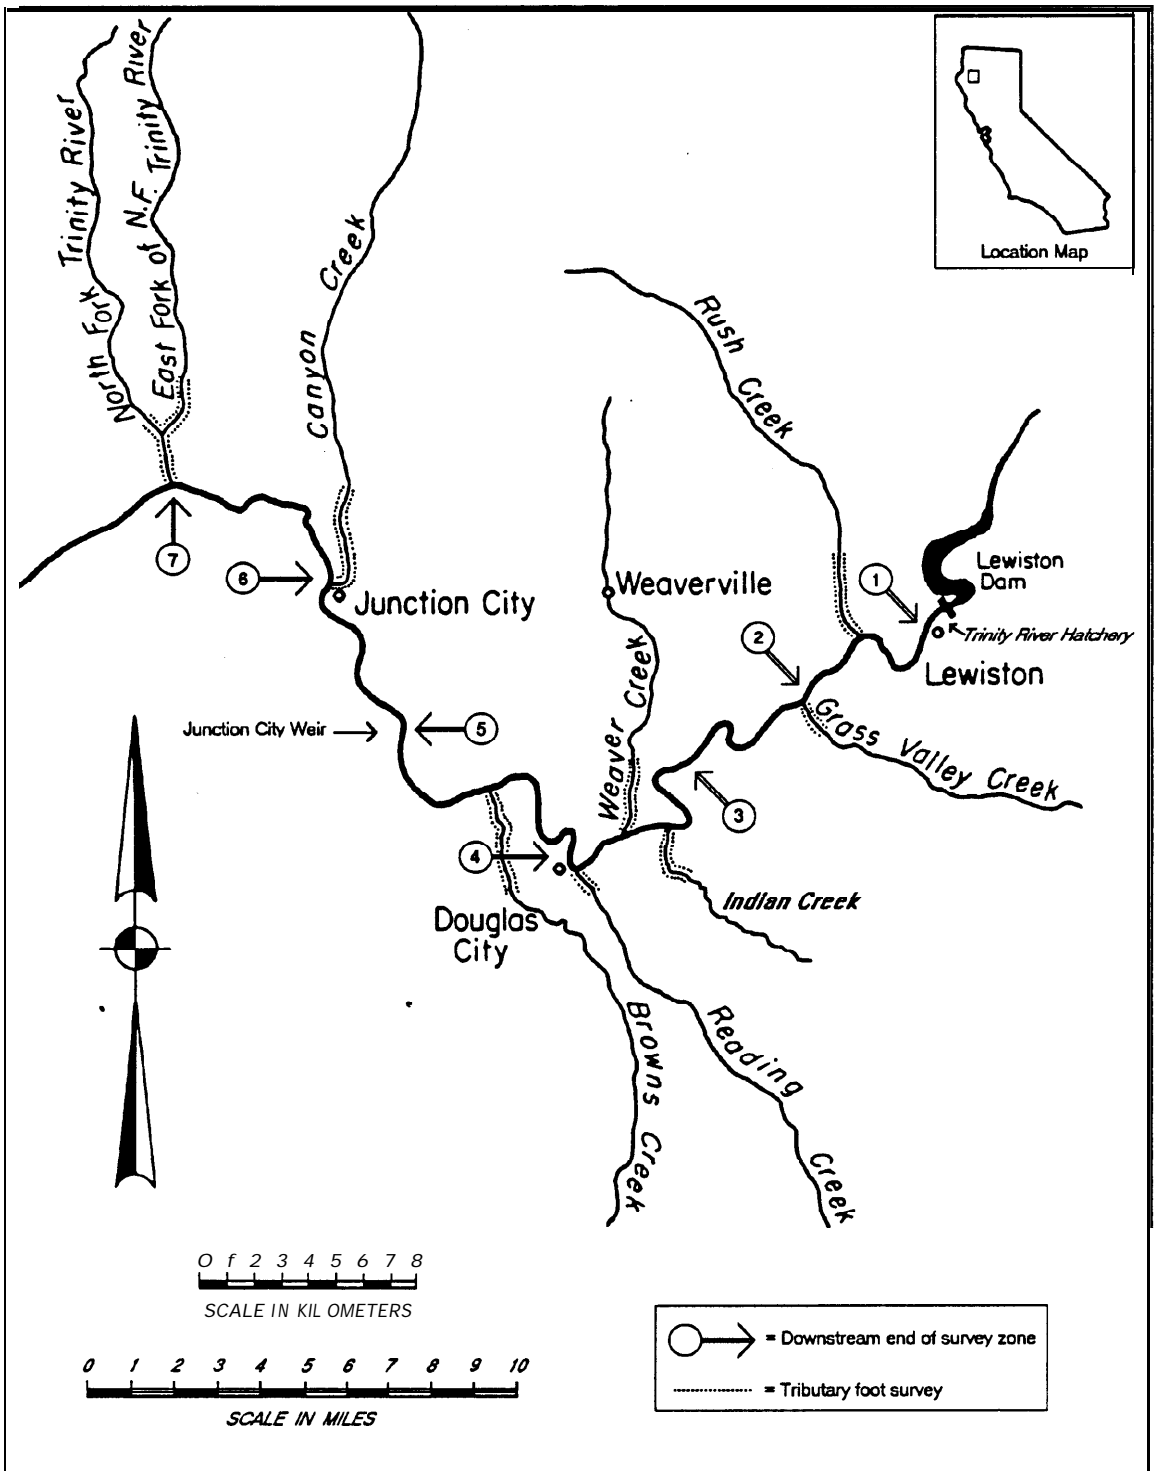 North Fork Trinity River
East Fork of N.F. Trinity River
Canyon Creek
Rush Creek
Location Map
Lewiston
Dam
Trinity River Hatchery
Lewiston
1
2
3
4
5
6
7
Junction City
Weaverville
Weaver Creek
Grass Valley Creek
Junction City Weir
Indian Creek
Douglas
City
Browns Creek
Reading Creek
O f 2 3 4 5 6 7 8
SCALE IN KIL OMETERS
0 1 2 3 4 5 6 7 8 9 10
SCALE IN MILES
= Downstream end of survey zone
= Tributary foot survey